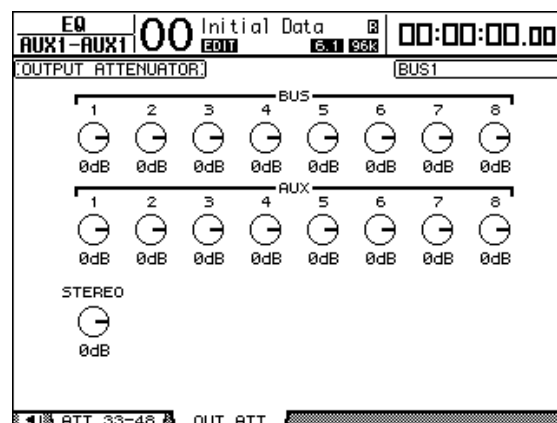 EQ
AUX1-AUX1
00
Initial Data
EDIT
6.1
96k
00:00:00.00
OUTPUT ATTENUATOR
BUS1
BUS
1 2 3 4 5 6 7 8
0dB 0dB 0dB 0dB 0dB 0dB 0dB 0dB
AUX
1 2 3 4 5 6 7 8
0dB 0dB 0dB 0dB 0dB 0dB 0dB 0dB
STEREO
0dB
ATT 33-48
OUT ATT